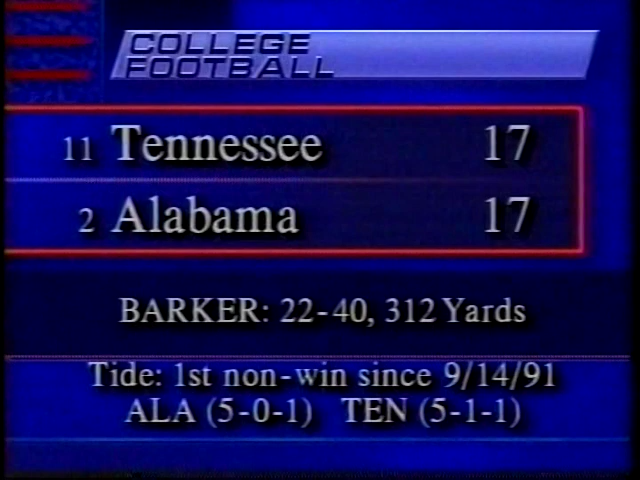 COLLEGE
FOOTBALL
11 Tennessee 17
2 Alabama 17
BARKER: 22-40, 312 Yards
Tide: 1st non-win since 9/14/91
ALA (5-0-1) TEN (5-1-1)